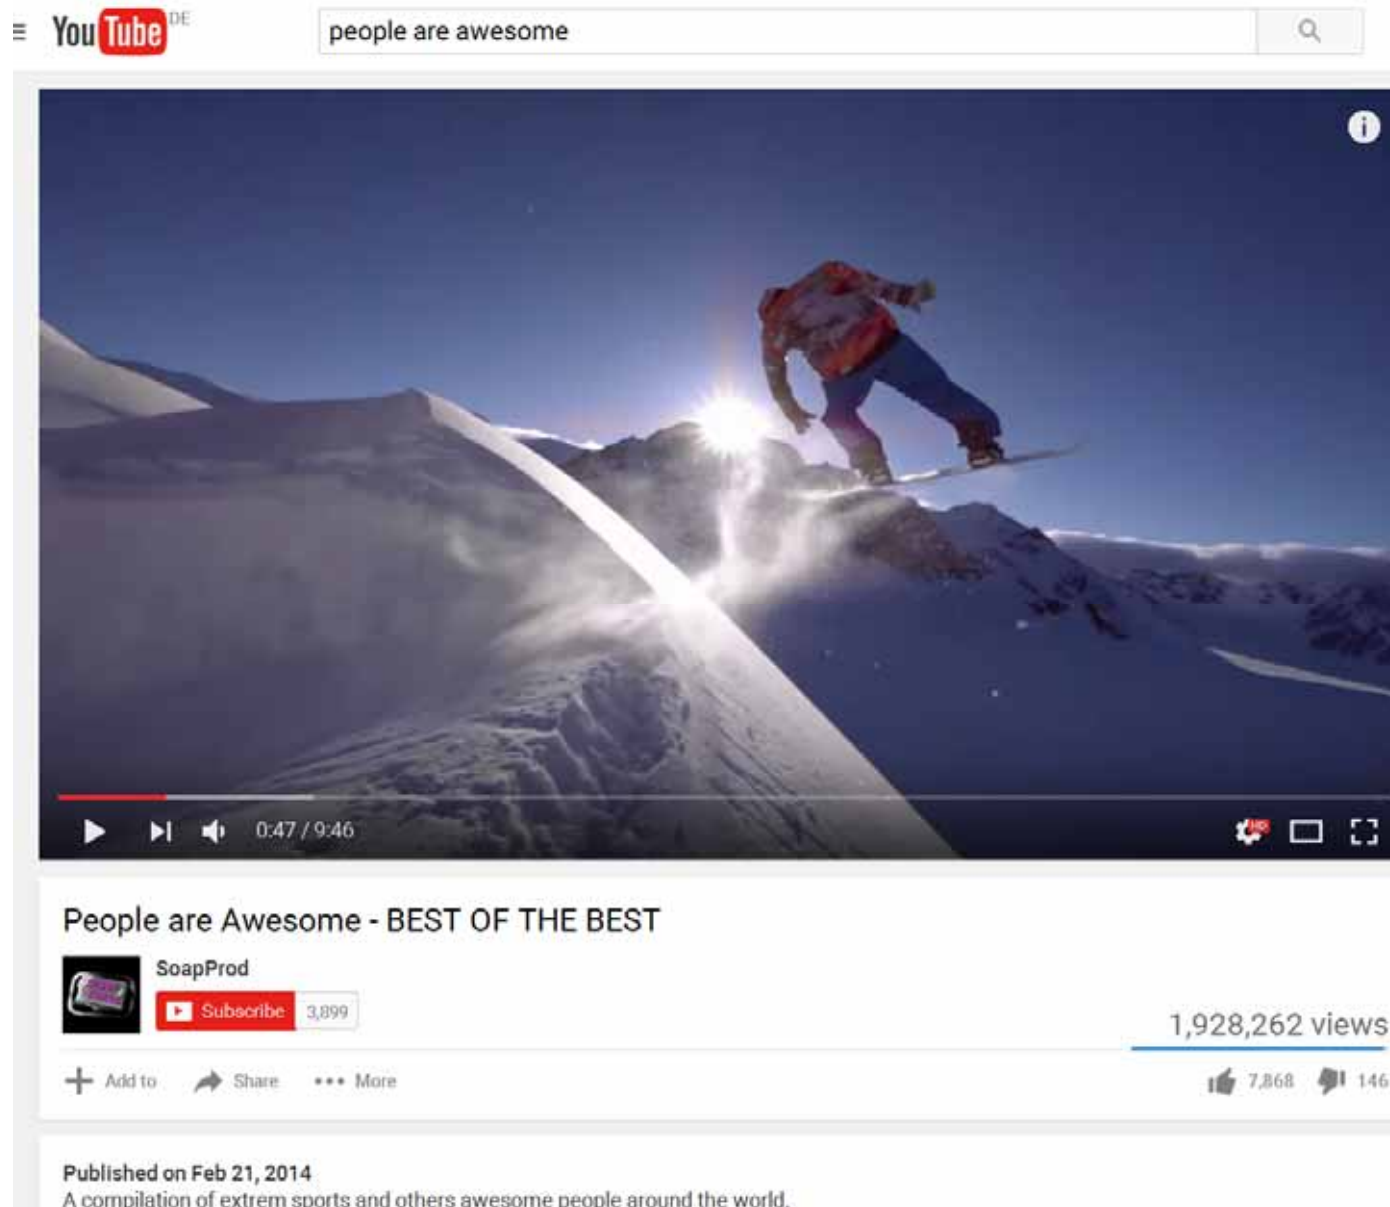 YouTube DE
people are awesome
i
0:47 / 9:46
HD
People are Awesome - BEST OF THE BEST
SoapProd
Subscribe 3,899
1,928,262 views
Add to Share More
7,868 146
Published on Feb 21, 2014
A compilation of extrem sports and others awesome people around the world.